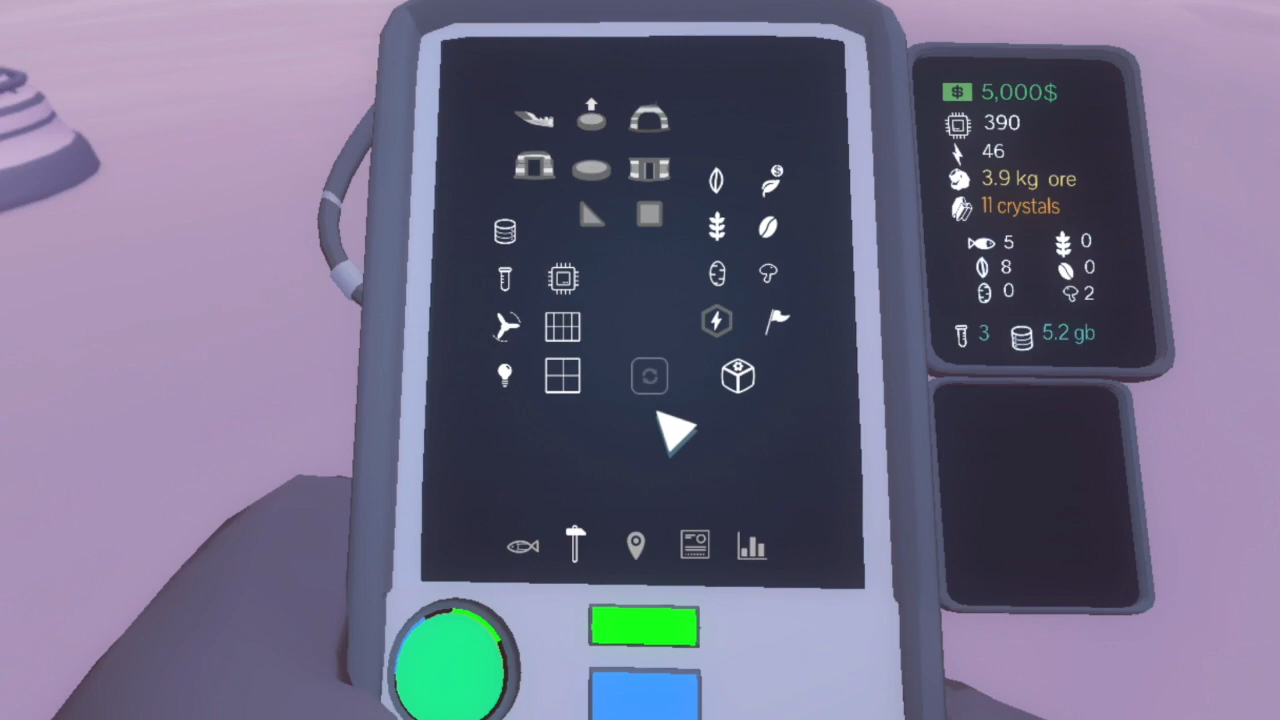 5,000$
390
46
3.9 kg ore
11 crystals
5 0
8 0
0 2
3 5.2 gb